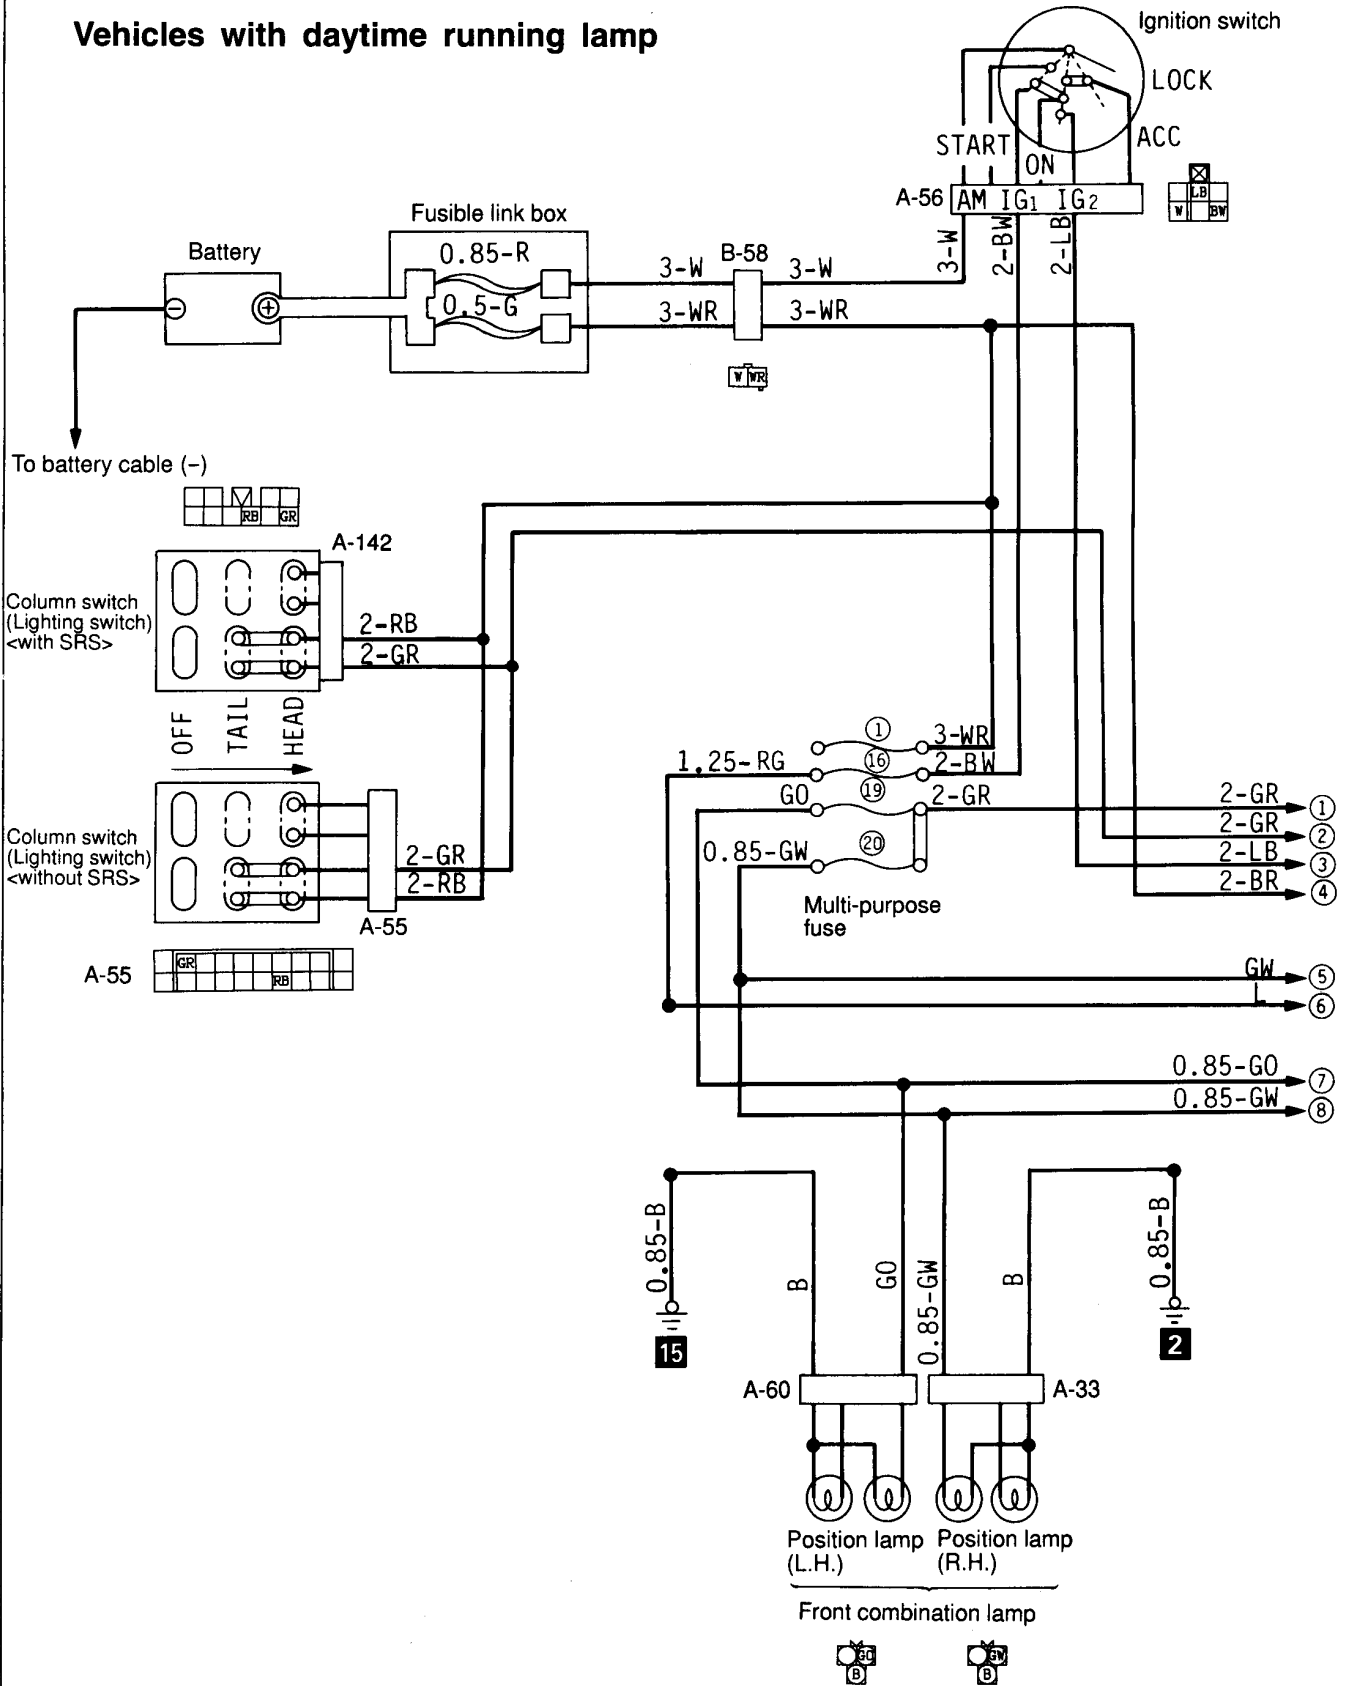 Vehicles with daytime running lamp
Ignition switch
LOCK
ACC
START
ON
A-56
AM IG1 IG2
LB
W BW
3-W
2-BW
2-LB
Fusible link box
Battery
0.85-R
0.5-G
B-58
3-W
3-W
3-WR
3-WR
W WR
To battery cable (−)
RB GR
A-142
Column switch
(Lighting switch)
<with SRS>
2-RB
2-GR
OFF
TAIL
HEAD
Column switch
(Lighting switch)
<without SRS>
2-GR
2-RB
A-55
A-55
GR
RB
1
3-WR
1.25-RG
16
2-BW
GO
19
2-GR
0.85-GW
20
Multi-purpose
fuse
2-GR 1
2-GR 2
2-LB 3
2-BR 4
GW 5
L 6
0.85-GO 7
0.85-GW 8
0.85-B
15
B
GO
0.85-GW
B
0.85-B
2
A-60
A-33
Position lamp
(L.H.)
Position lamp
(R.H.)
Front combination lamp
GO
B
GW
B